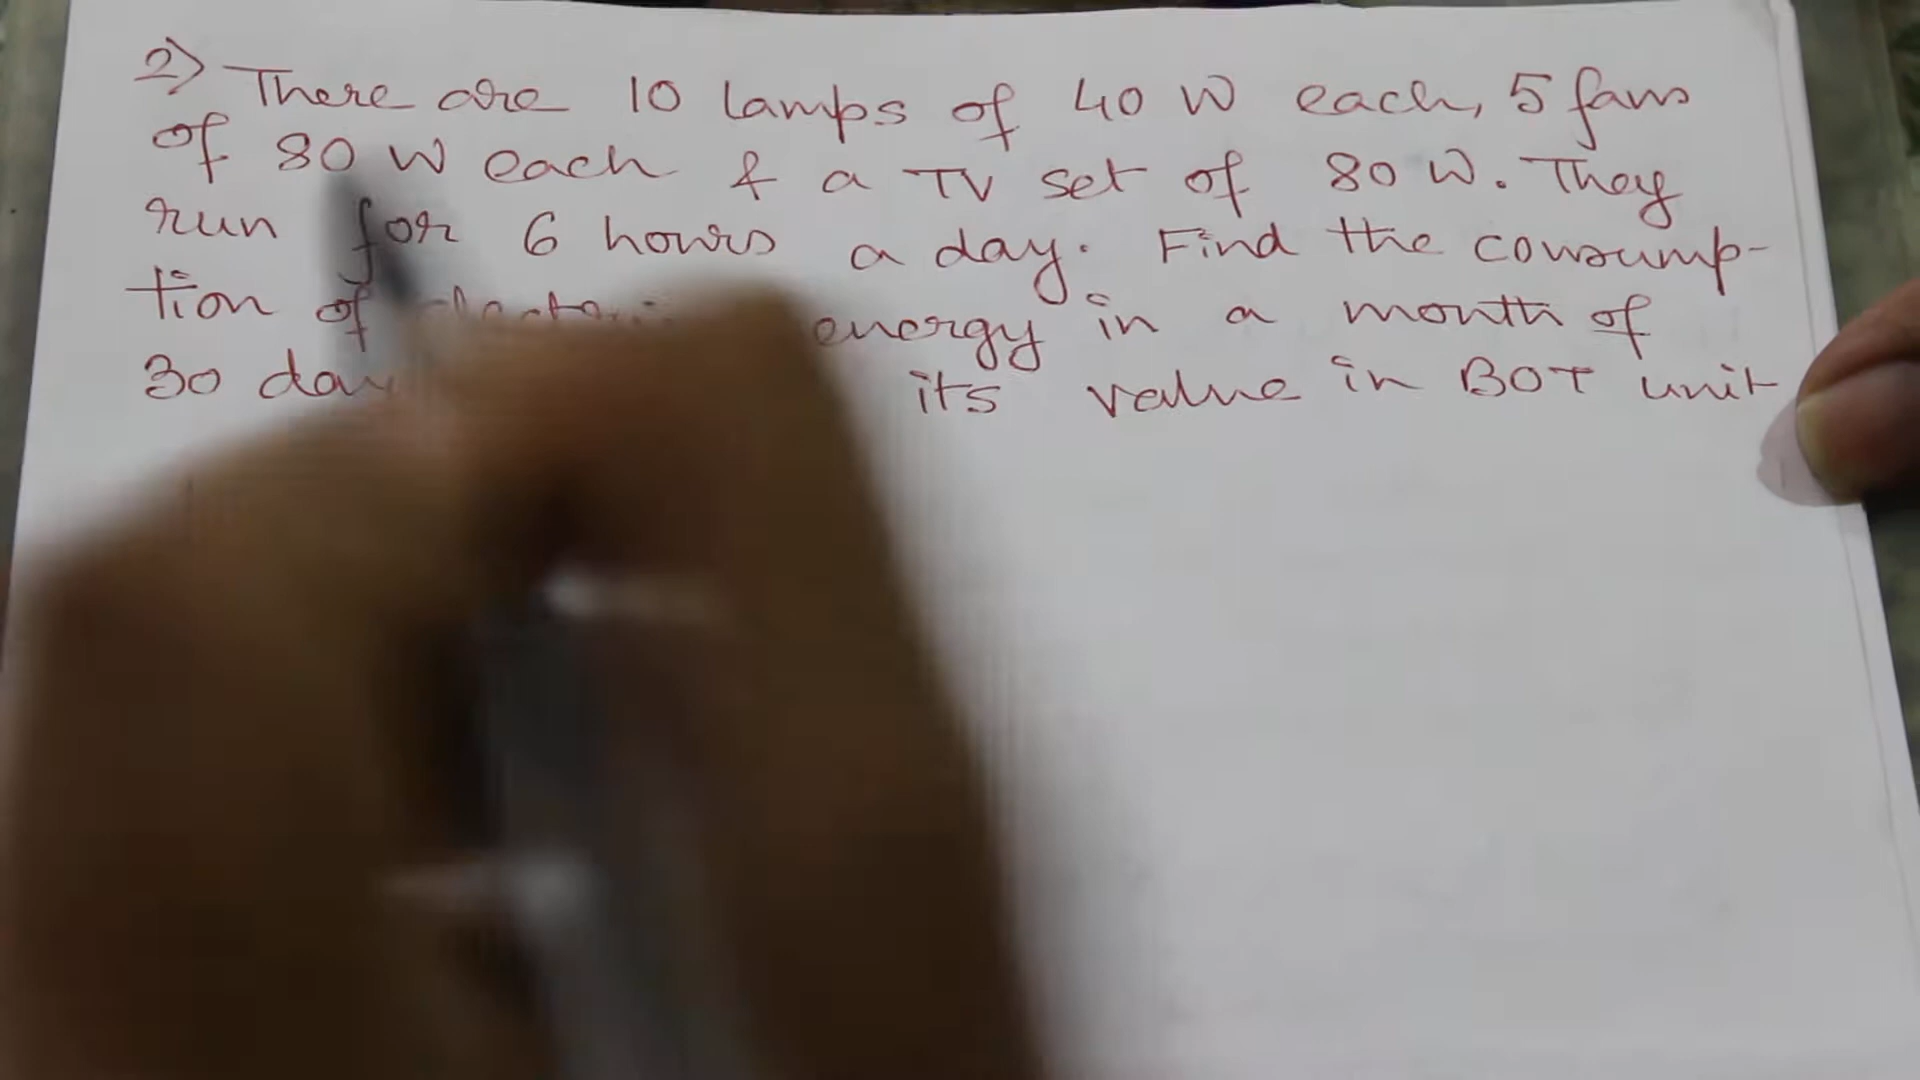 2) There are 10 lamps of 40 W each, 5 fans
of 80 W each & a TV set of 80 W. They
run for 6 hours a day. Find the consump-
tion of energy in a month of
30 its value in BOT unit